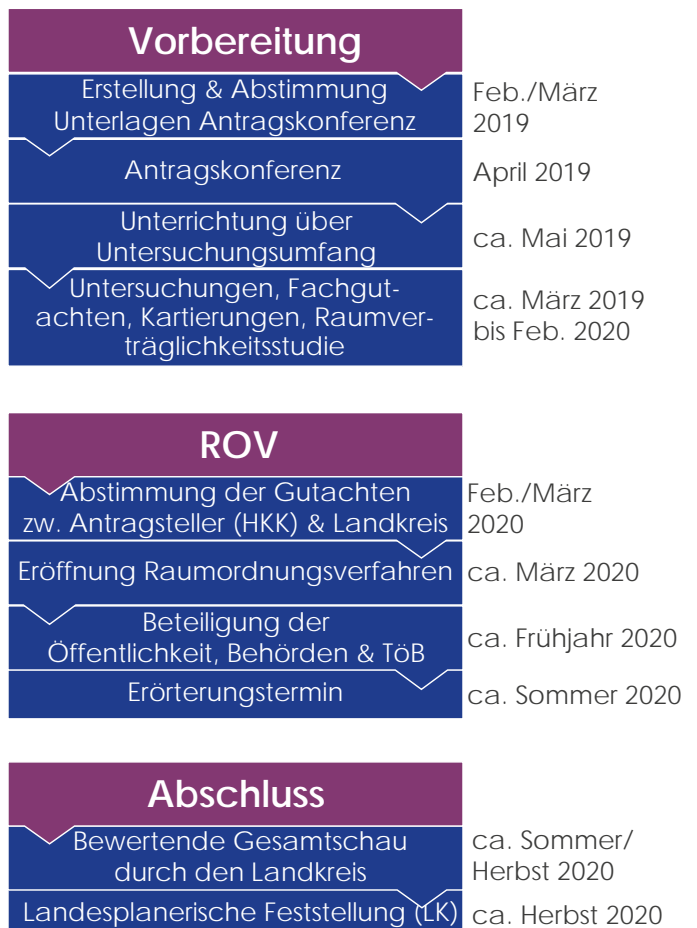 Vorbereitung
Erstellung & Abstimmung
Unterlagen Antragskonferenz
Feb./März
2019
Antragskonferenz
April 2019
Unterrichtung über
Untersuchungsumfang
ca. Mai 2019
Untersuchungen, Fachgut-
achten, Kartierungen, Raumver-
träglichkeitsstudie
ca. März 2019
bis Feb. 2020
ROV
Abstimmung der Gutachten
zw. Antragsteller (HKK) & Landkreis
Feb./März
2020
Eröffnung Raumordnungsverfahren
ca. März 2020
Beteiligung der
Öffentlichkeit, Behörden & TöB
ca. Frühjahr 2020
Erörterungstermin
ca. Sommer 2020
Abschluss
Bewertende Gesamtschau
durch den Landkreis
ca. Sommer/
Herbst 2020
Landesplanerische Feststellung (LK)
ca. Herbst 2020